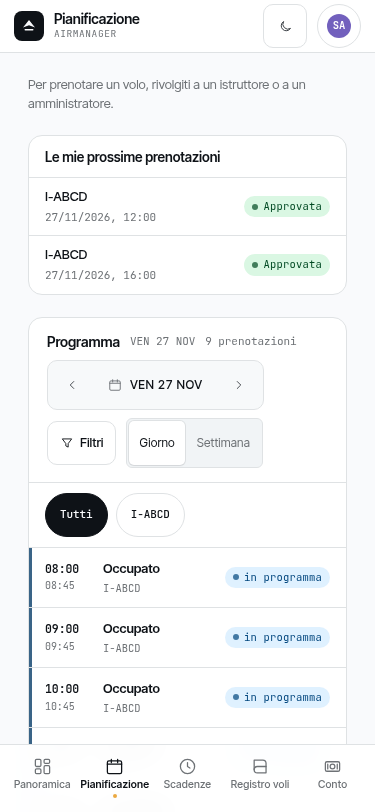 Pianificazione
AIRMANAGER
SA
Per prenotare un volo, rivolgiti a un istruttore o a un
amministratore.
Le mie prossime prenotazioni
I-ABCD
27/11/2026, 12:00
Approvata
I-ABCD
27/11/2026, 16:00
Approvata
Programma VEN 27 NOV 9 prenotazioni
VEN 27 NOV
Filtri
Giorno
Settimana
Tutti
I-ABCD
08:00 Occupato
08:45 I-ABCD
in programma
09:00 Occupato
09:45 I-ABCD
in programma
10:00 Occupato
10:45 I-ABCD
in programma
Panoramica Pianificazione Scadenze Registro voli Conto